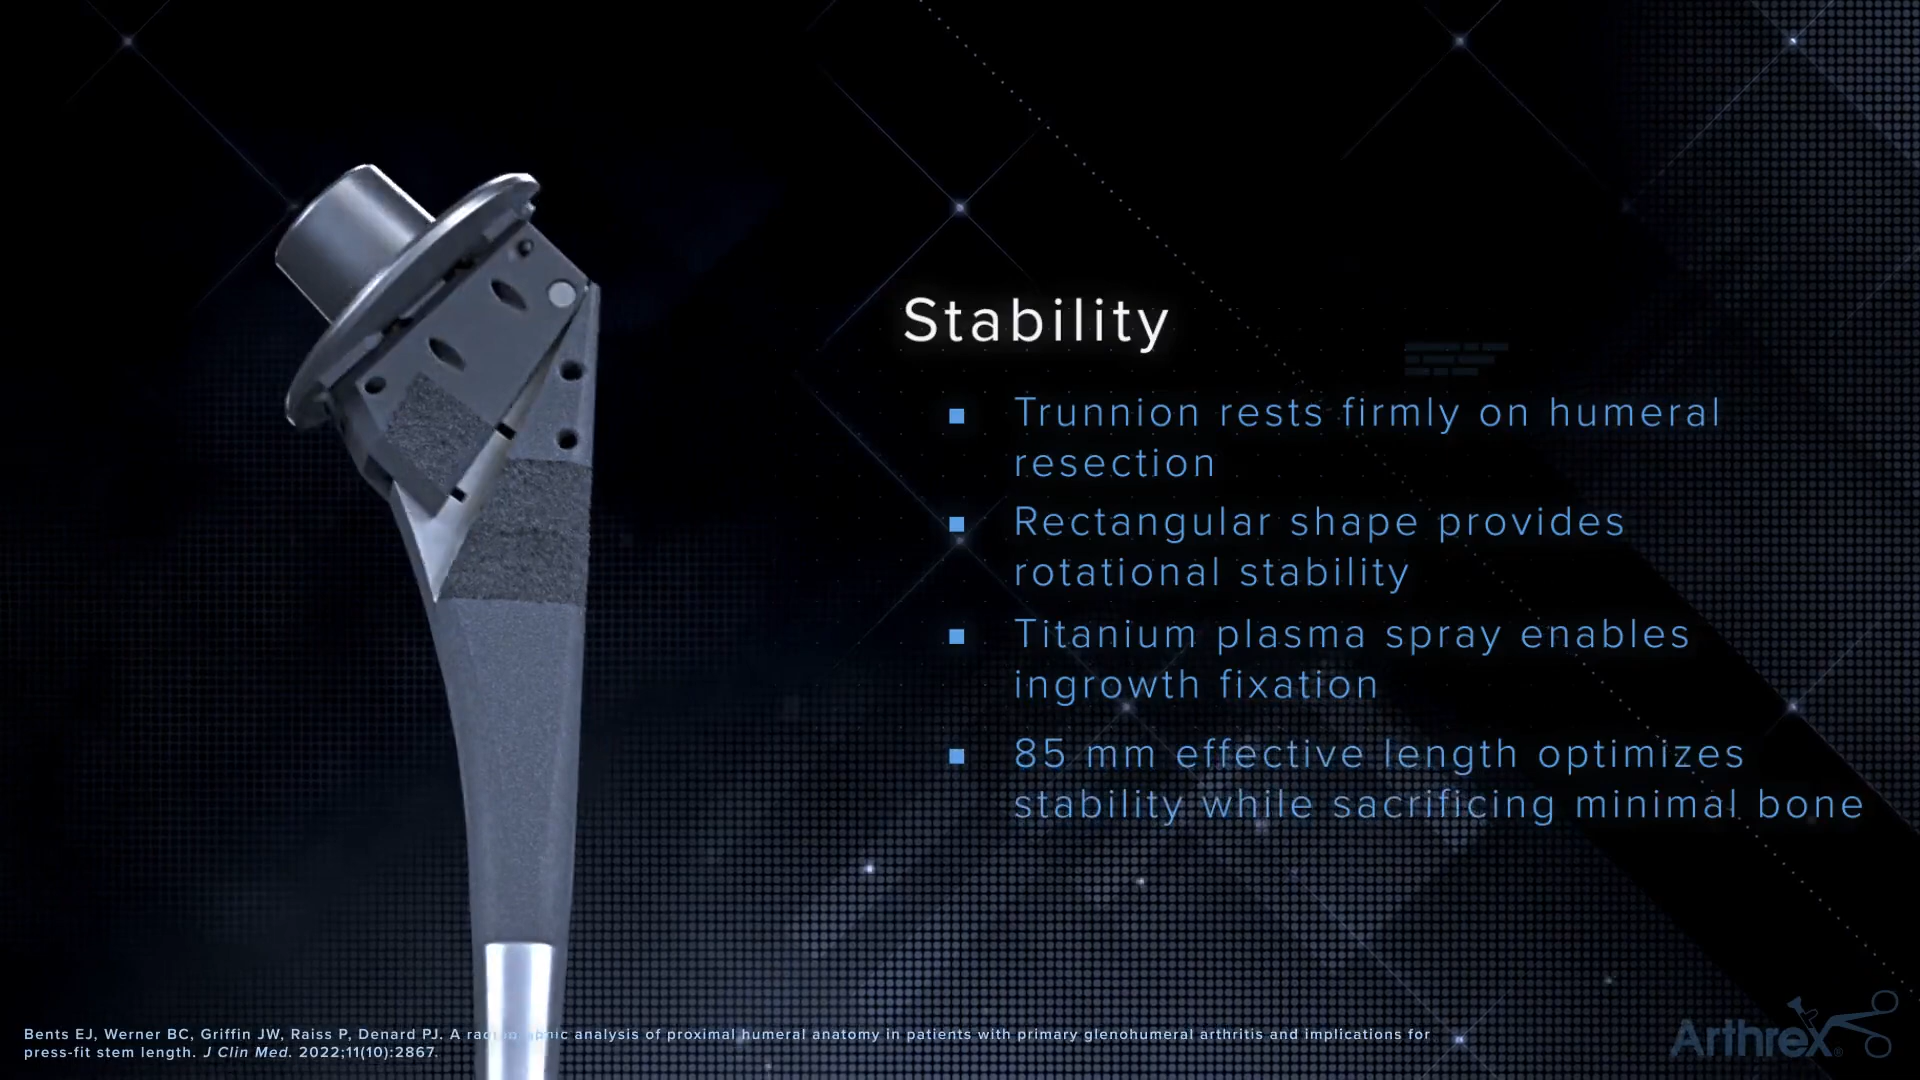 Stability
Trunnion rests firmly on humeral
resection
Rectangular shape provides
rotational stability
Titanium plasma spray enables
ingrowth fixation
85 mm effective length optimizes
stability while sacrificing minimal bone
Bents EJ, Werner BC, Griffin JW, Raiss P, Denard PJ. A radiographic analysis of proximal humeral anatomy in patients with primary glenohumeral arthritis and implications for
press-fit stem length. J Clin Med. 2022;11(10):2867.
Arthrex®